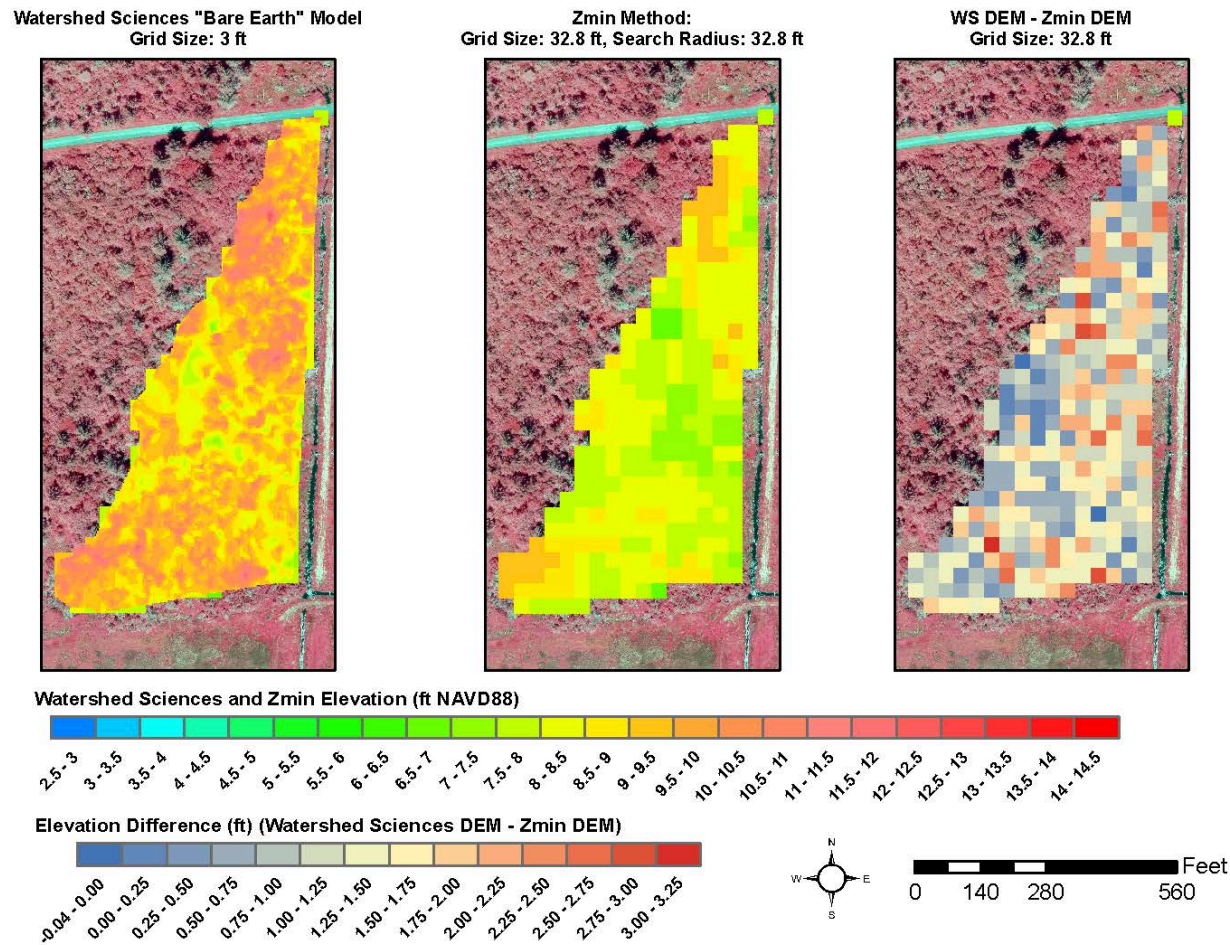 Watershed Sciences "Bare Earth" Model
Grid Size: 3 ft
Zmin Method:
Grid Size: 32.8 ft, Search Radius: 32.8 ft
WS DEM - Zmin DEM
Grid Size: 32.8 ft
Watershed Sciences and Zmin Elevation (ft NAVD88)
2.5 - 3
3 - 3.5
3.5 - 4
4 - 4.5
4.5 - 5
5 - 5.5
5.5 - 6
6 - 6.5
6.5 - 7
7 - 7.5
7.5 - 8
8 - 8.5
8.5 - 9
9 - 9.5
9.5 - 10
10 - 10.5
10.5 - 11
11 - 11.5
11.5 - 12
12 - 12.5
12.5 - 13
13 - 13.5
13.5 - 14
14 - 14.5
Elevation Difference (ft) (Watershed Sciences DEM - Zmin DEM)
-0.04 - 0.00
0.00 - 0.25
0.25 - 0.50
0.50 - 0.75
0.75 - 1.00
1.00 - 1.25
1.25 - 1.50
1.50 - 1.75
1.75 - 2.00
2.00 - 2.25
2.25 - 2.50
2.50 - 2.75
2.75 - 3.00
3.00 - 3.25
N
W E
S
Feet
0 140 280 560